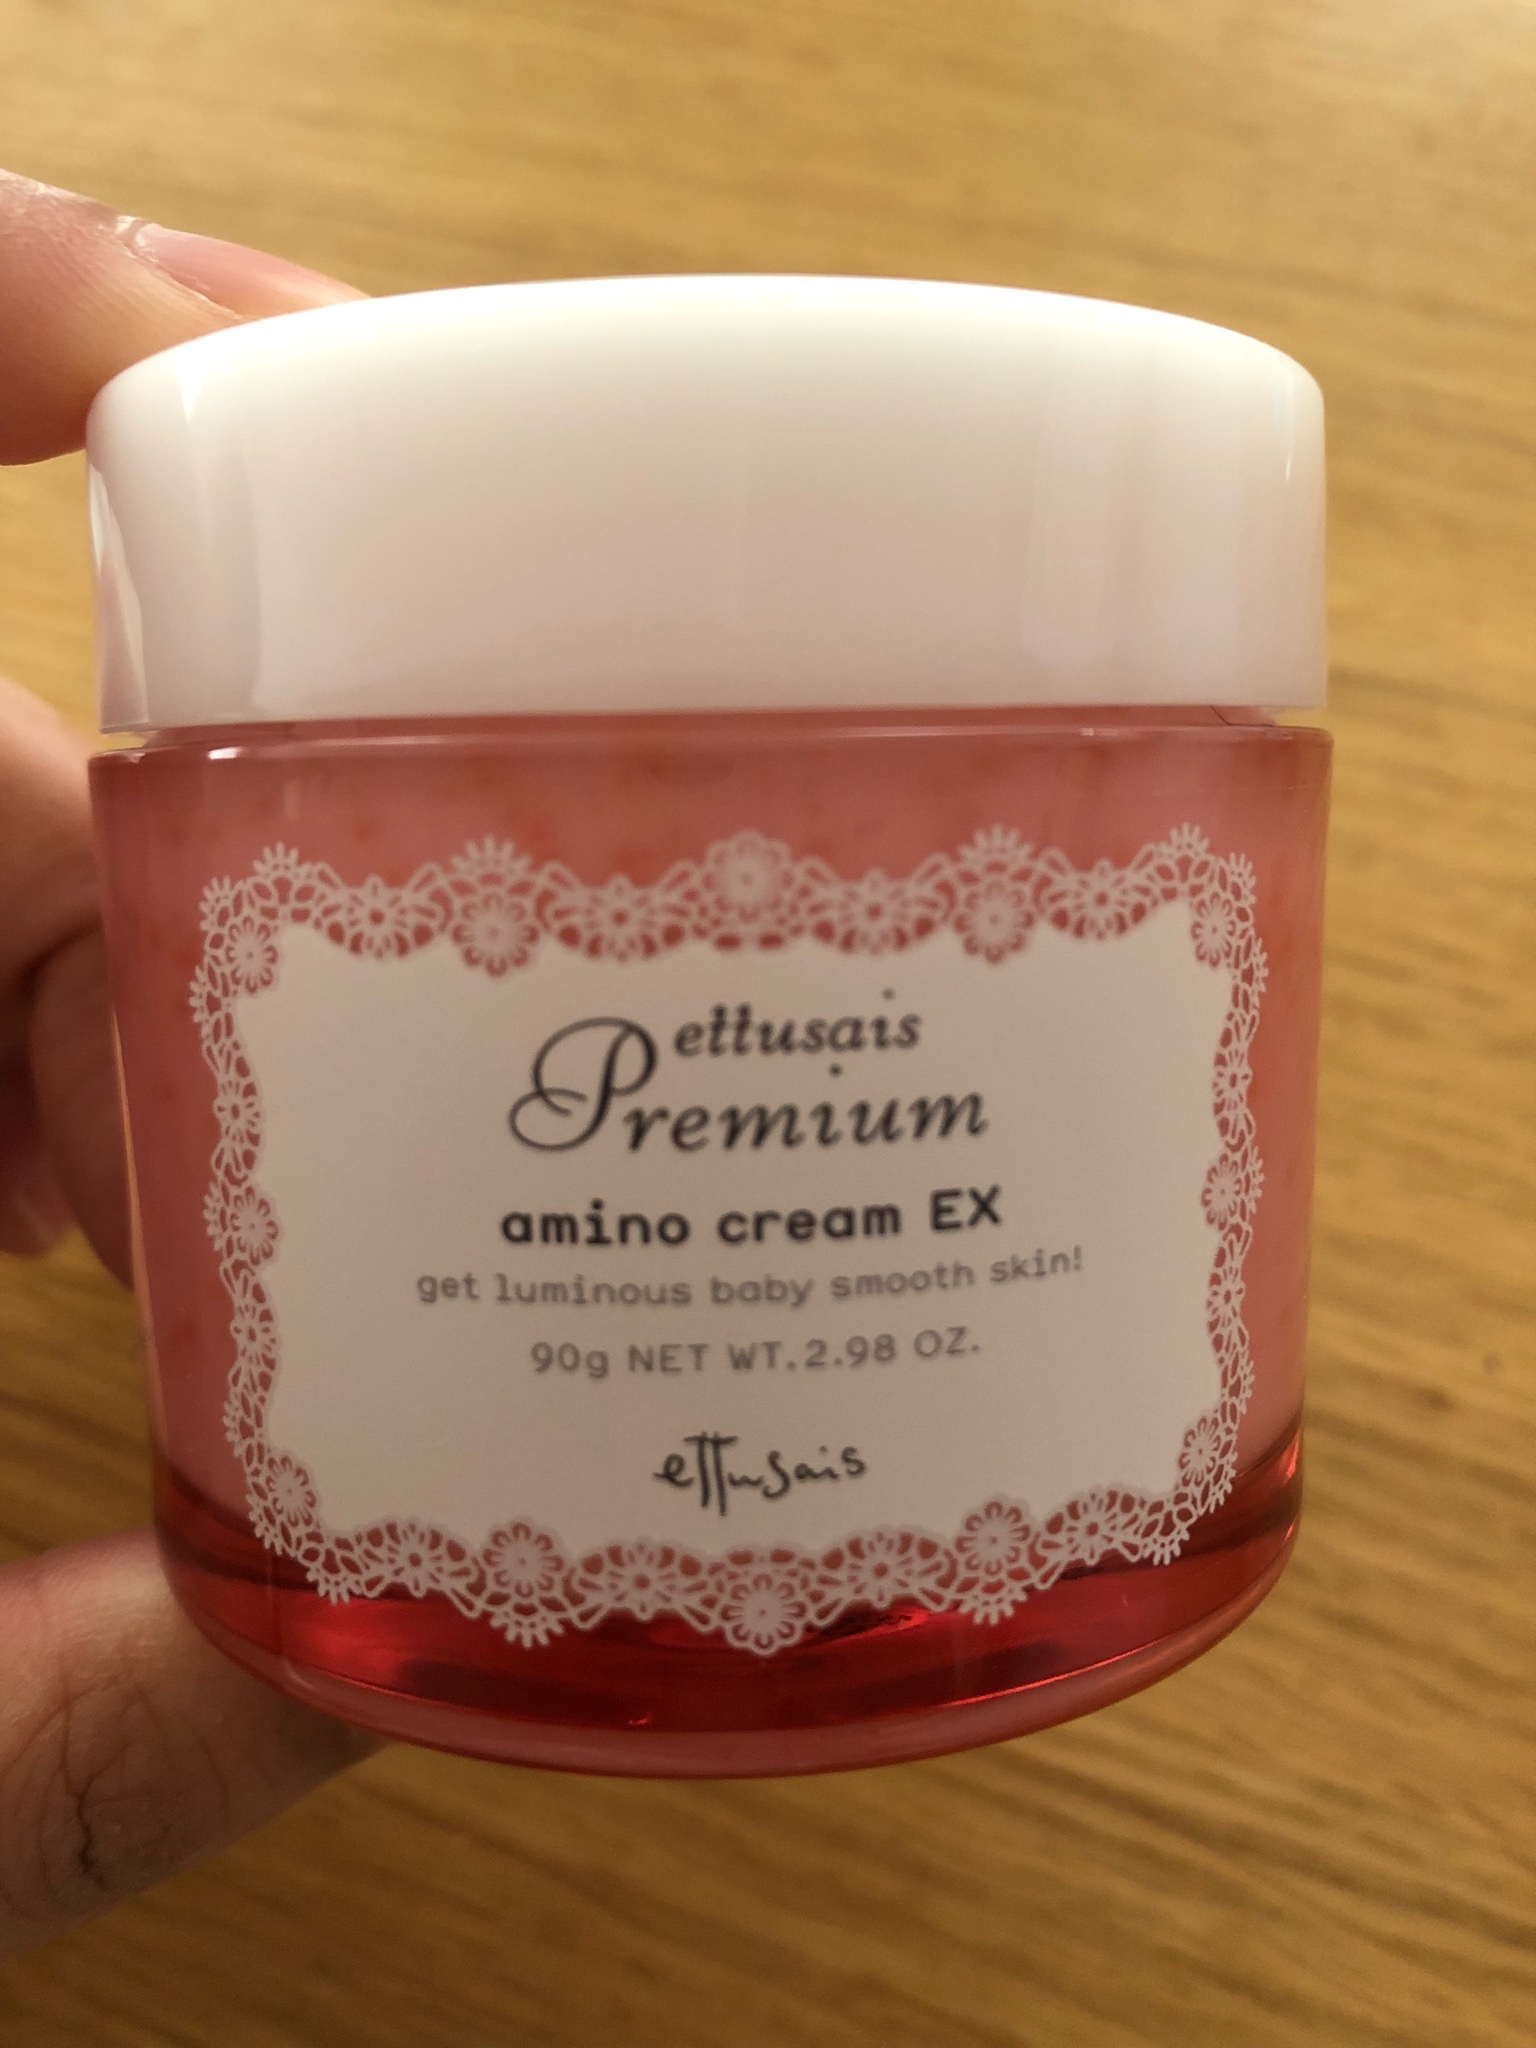 ettusais
Premium
amino cream EX
get luminous baby smooth skin!
90g NET WT.2.98 OZ.
ettusais